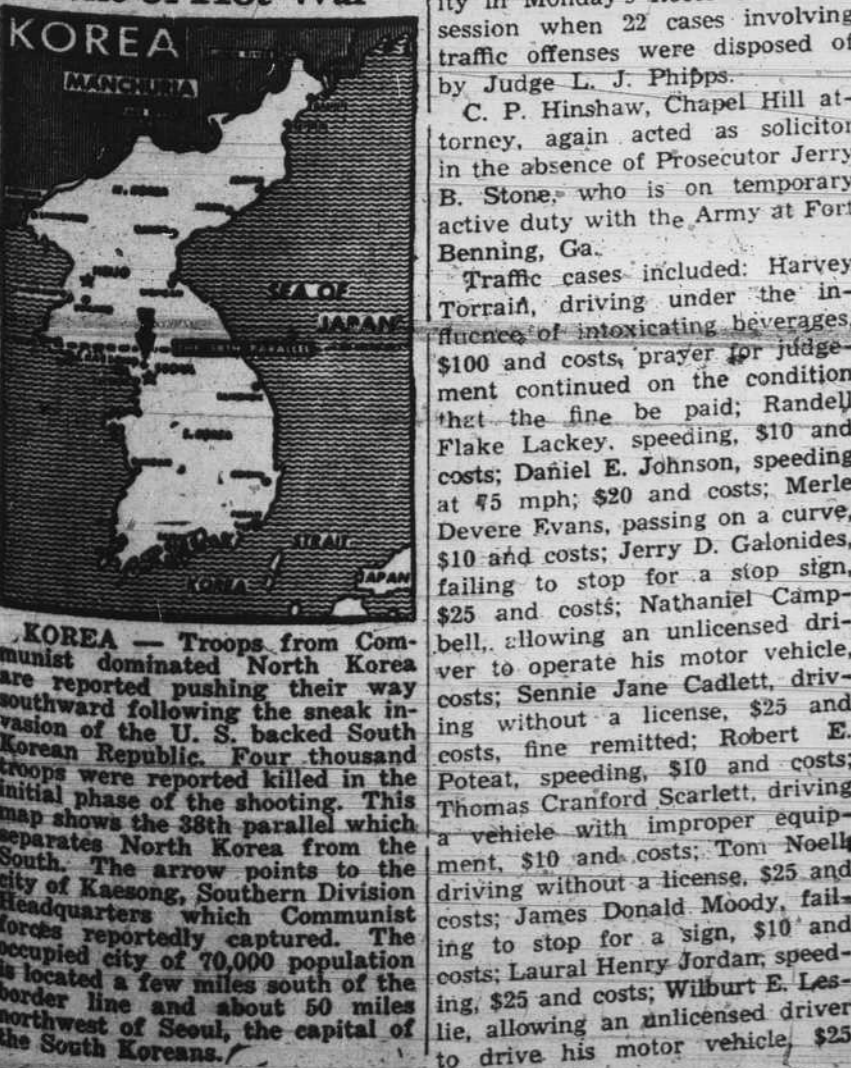 KOREA
MANCHURIA
N. KOREA
SEA OF
JAPAN
SEOUL
S. KOREA
STRAIT
KOREA
JAPAN
KOREA — Troops from Com-
munist dominated North Korea
are reported pushing their way
southward following the sneak in-
vasion of the U. S. backed South
Korean Republic. Four thousand
troops were reported killed in the
initial phase of the shooting. This
map shows the 38th parallel which
separates North Korea from the
South. The arrow points to the
city of Kaesong, Southern Division
Headquarters which Communist
forces reportedly captured. The
occupied city of 70,000 population
is located a few miles south of the
border line and about 50 miles
northwest of Seoul, the capital of
the South Koreans.
session when 22 cases involving
traffic offenses were disposed of
by Judge L. J. Phipps.
C. P. Hinshaw, Chapel Hill at-
torney, again acted as solicitor
in the absence of Prosecutor Jerry
B. Stone, who is on temporary
active duty with the Army at Fort
Benning, Ga.
Traffic cases included: Harvey
Torrain, driving under the in-
fluence of intoxicating beverages,
$100 and costs, prayer for judge-
ment continued on the condition
that the fine be paid; Randell
Flake Lackey, speeding, $10 and
costs; Daniel E. Johnson, speeding
at 75 mph; $20 and costs; Merle
Devere Evans, passing on a curve,
$10 and costs; Jerry D. Galonides,
failing to stop for a stop sign,
$25 and costs; Nathaniel Camp-
bell, allowing an unlicensed dri-
ver to operate his motor vehicle,
costs; Sennie Jane Cadlett, driv-
ing without a license, $25 and
costs, fine remitted; Robert E.
Poteat, speeding, $10 and costs;
Thomas Cranford Scarlett, driving
a vehicle with improper equip-
ment, $10 and costs; Tom Noell
driving without a license, $25 and
costs; James Donald Moody, fail-
ing to stop for a sign, $10 and
costs; Laural Henry Jordan, speed-
ing, $25 and costs; Wilburt E. Les-
lie, allowing an unlicensed driver
to drive his motor vehicle, $25